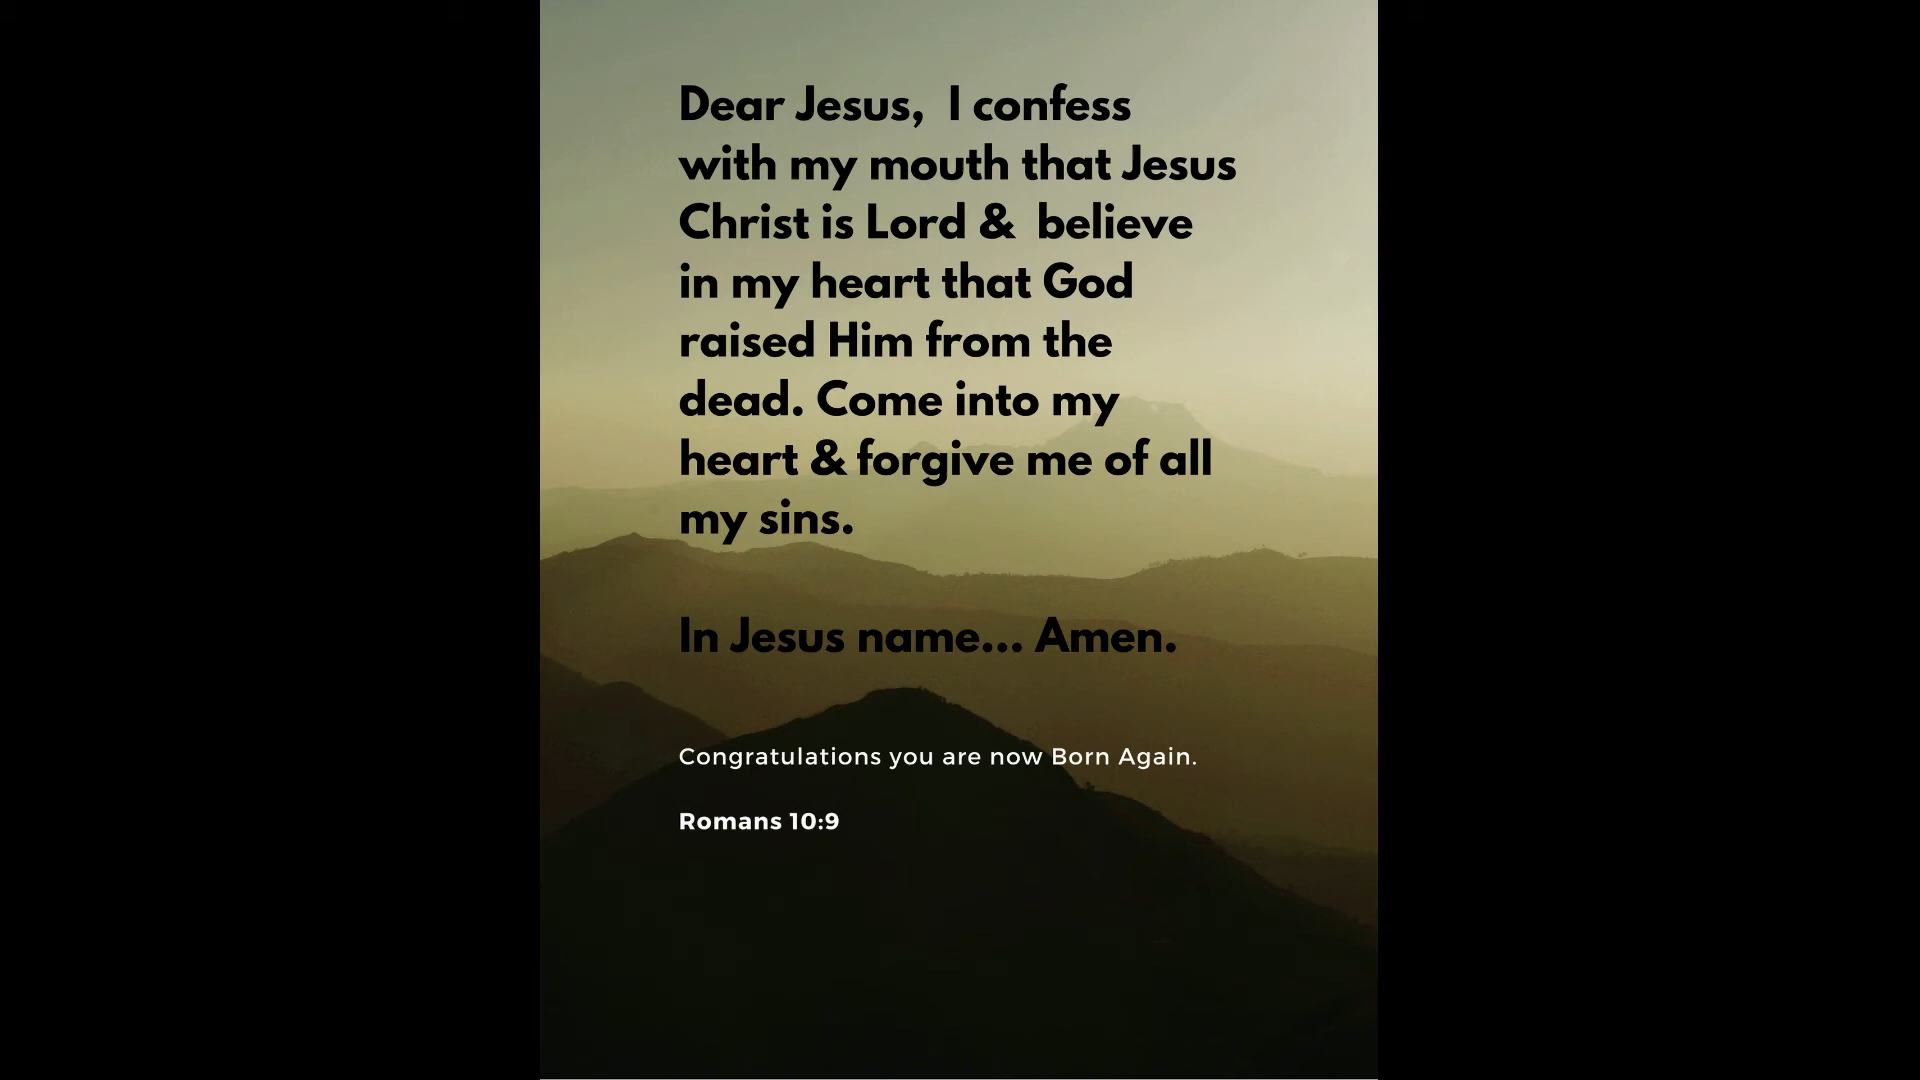 Dear Jesus,  I confess
with my mouth that Jesus
Christ is Lord &  believe
in my heart that God
raised Him from the
dead. Come into my
heart & forgive me of all
my sins.
In Jesus name... Amen.
Congratulations you are now Born Again.
Romans 10:9